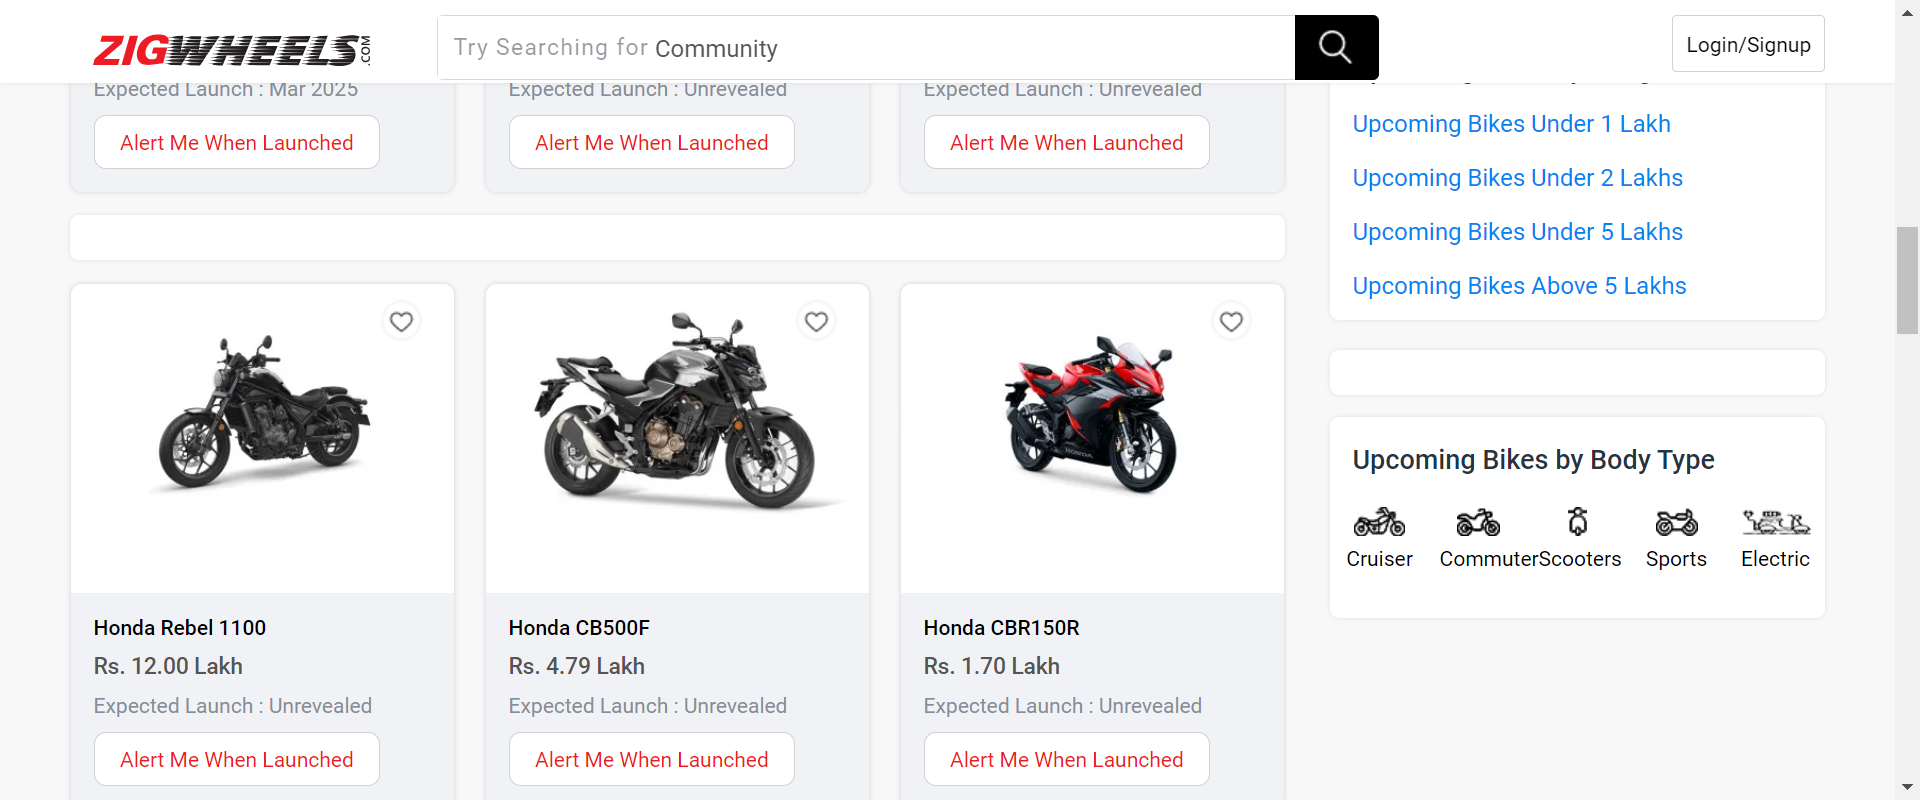 ZIGWHEELS.COM
Try Searching for Community
Login/Signup
Expected Launch : Mar 2025
Expected Launch : Unrevealed
Expected Launch : Unrevealed
Alert Me When Launched
Alert Me When Launched
Alert Me When Launched
Upcoming Bikes Under 1 Lakh
Upcoming Bikes Under 2 Lakhs
Upcoming Bikes Under 5 Lakhs
Upcoming Bikes Above 5 Lakhs
Upcoming Bikes by Body Type
Cruiser
Commuter
Scooters
Sports
Electric
HONDA
Honda Rebel 1100
Rs. 12.00 Lakh
Expected Launch : Unrevealed
Alert Me When Launched
Honda CB500F
Rs. 4.79 Lakh
Expected Launch : Unrevealed
Alert Me When Launched
Honda CBR150R
Rs. 1.70 Lakh
Expected Launch : Unrevealed
Alert Me When Launched